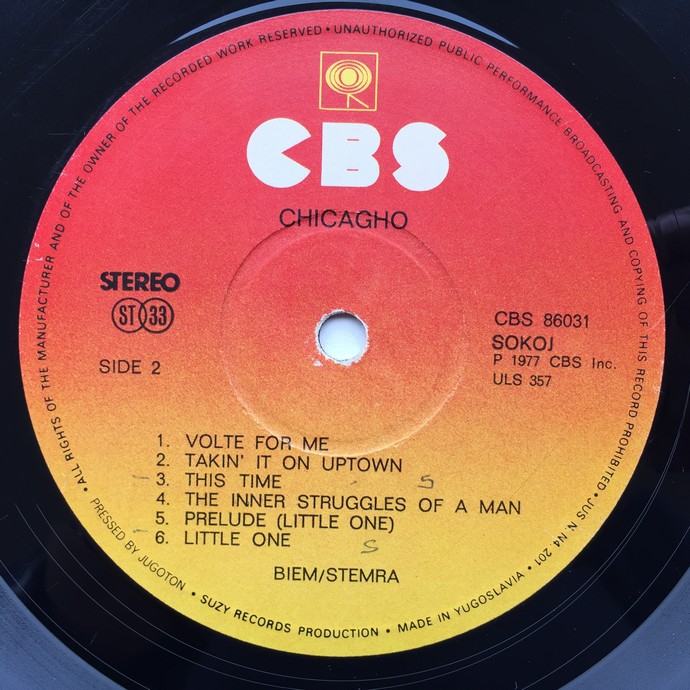 • ALL RIGHTS OF THE MANUFACTURER AND OF THE OWNER OF THE RECORDED WORK RESERVED • UNAUTHORIZED PUBLIC PERFORMANCE BROADCASTING AND COPYING OF THIS RECORD PROHIBITED •
CBS
CHICAGHO
STEREO
ST 33
SIDE 2
CBS 86031
SOKOJ
P 1977 CBS Inc.
ULS 357
1. VOLTE FOR ME
2. TAKIN' IT ON UPTOWN
3. THIS TIME S
4. THE INNER STRUGGLES OF A MAN
5. PRELUDE (LITTLE ONE)
6. LITTLE ONE S
BIEM/STEMRA
PRESSED BY JUGOTON • SUZY RECORDS PRODUCTION • MADE IN YUGOSLAVIA • JUS N. N4 201